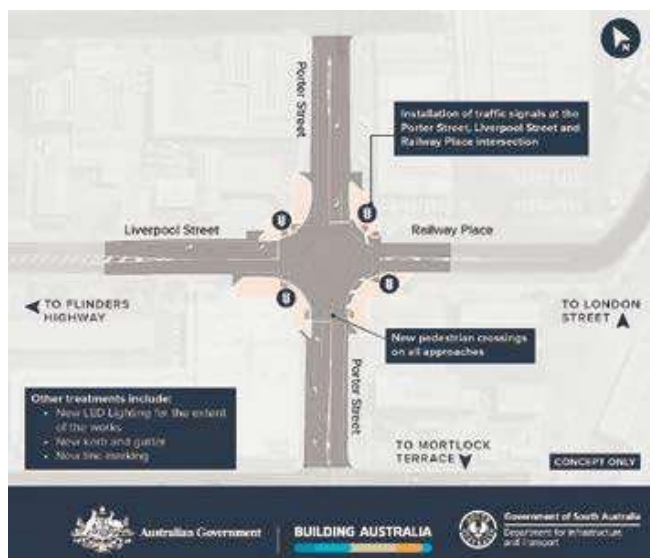 N
Porter Street
Installation of traffic signals at the
Porter Street, Liverpool Street and
Railway Place intersection
Liverpool Street
Railway Place
TO FLINDERS
HIGHWAY
TO LONDON
STREET
New pedestrian crossings
on all approaches
Porter Street
Other treatments include:
• New LED Lighting for the extent
of the works
• New kerb and gutter
• New line marking
TO MORTLOCK
TERRACE
CONCEPT ONLY
Australian Government
BUILDING AUSTRALIA
Government of South Australia
Department for Infrastructure
and Transport